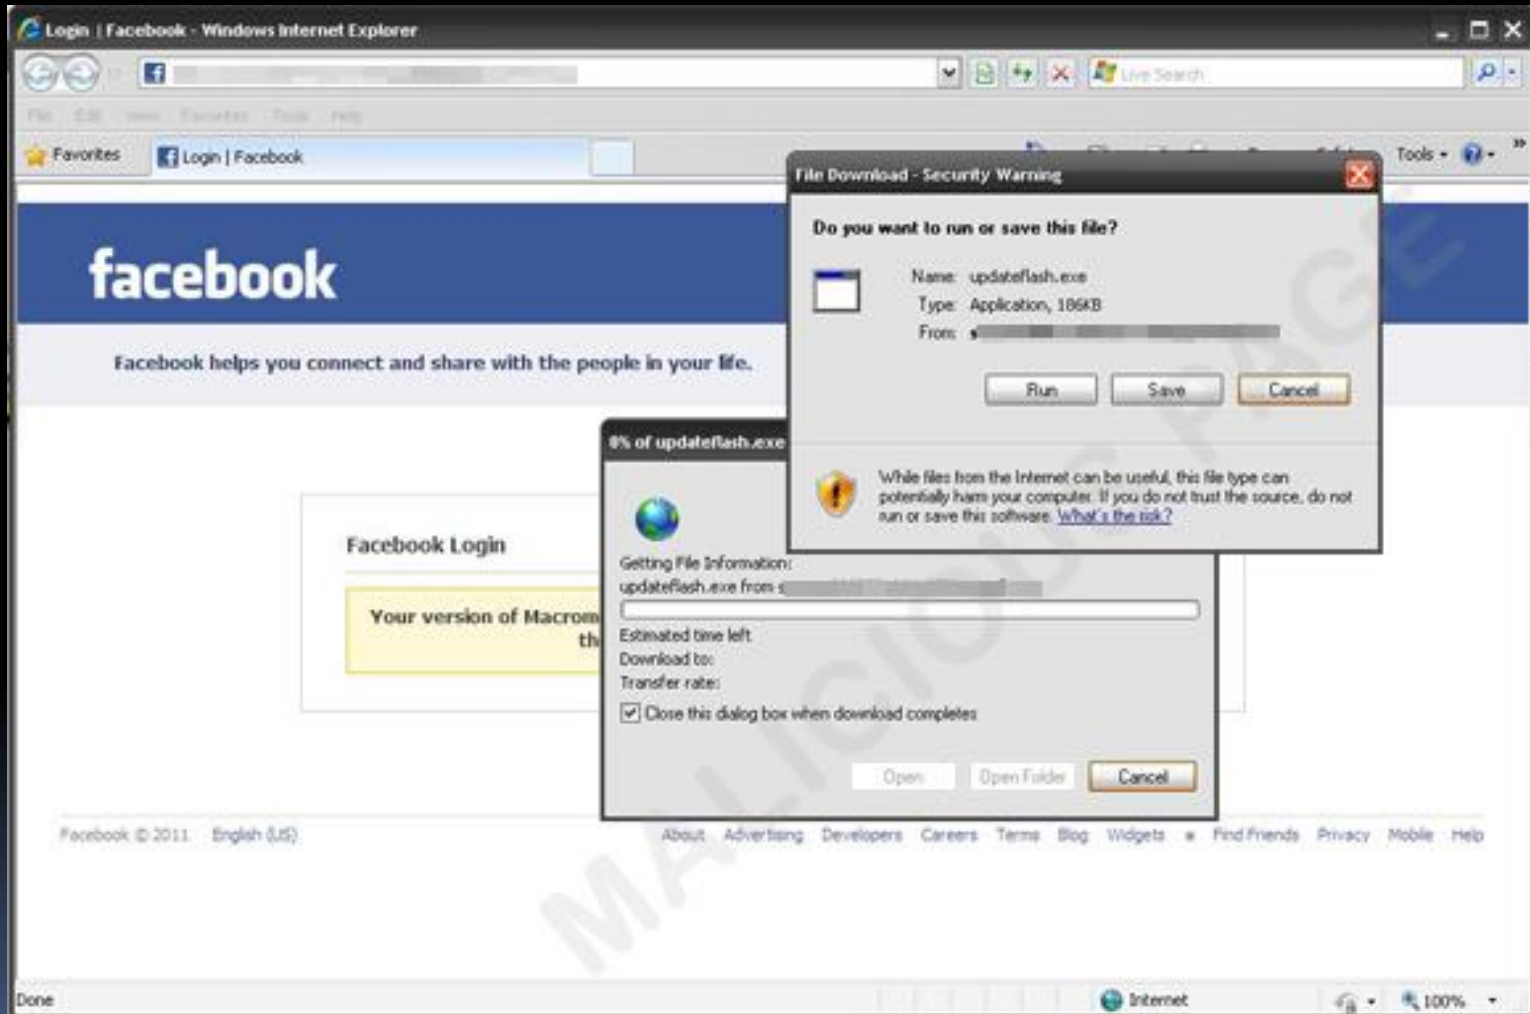 Login | Facebook - Windows Internet Explorer
Live Search
File Edit View Favorites Tools Help
Favorites
Login | Facebook
Tools
facebook
Facebook helps you connect and share with the people in your life.
File Download - Security Warning
Do you want to run or save this file?
Name: updateflash.exe
Type: Application, 186KB
From: s
Run Save Cancel
While files from the Internet can be useful, this file type can
potentially harm your computer. If you do not trust the source, do not
run or save this software. What's the risk?
0% of updateflash.exe
Getting File Information:
updateflash.exe from s
Estimated time left
Download to:
Transfer rate:
Close this dialog box when download completes
Open Open Folder Cancel
Facebook Login
Your version of Macrom
th
Facebook © 2011 English (US)
About Advertising Developers Careers Terms Blog Widgets Find Friends Privacy Mobile Help
MALICIOUS PAGE
Done
Internet
100%